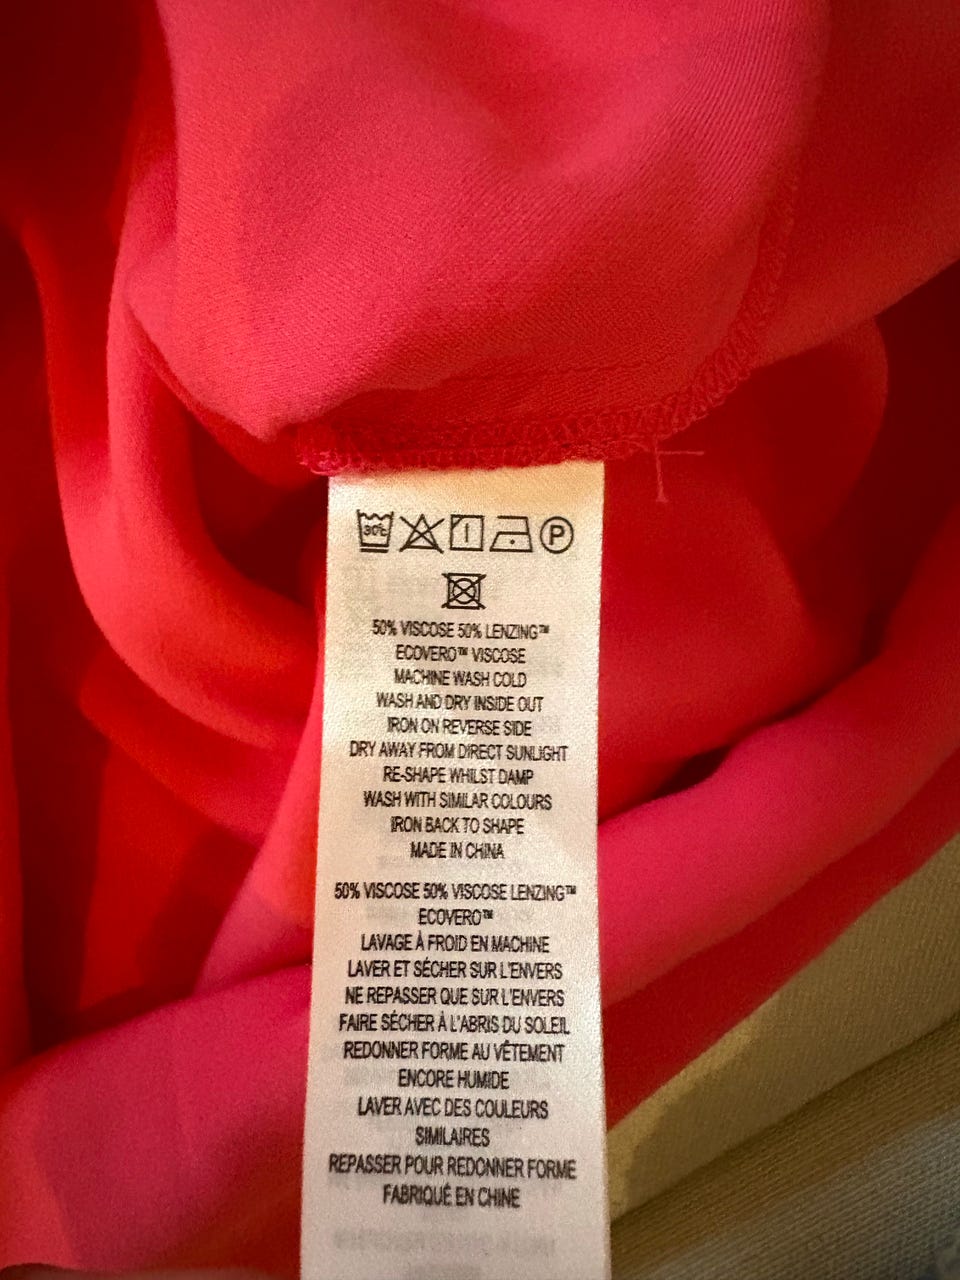 30°C P
50% VISCOSE 50% LENZING™
ECOVERO™ VISCOSE
MACHINE WASH COLD
WASH AND DRY INSIDE OUT
IRON ON REVERSE SIDE
DRY AWAY FROM DIRECT SUNLIGHT
RE-SHAPE WHILST DAMP
WASH WITH SIMILAR COLOURS
IRON BACK TO SHAPE
MADE IN CHINA
50% VISCOSE 50% VISCOSE LENZING™
ECOVERO™
LAVAGE À FROID EN MACHINE
LAVER ET SÉCHER SUR L'ENVERS
NE REPASSER QUE SUR L'ENVERS
FAIRE SÉCHER À L'ABRIS DU SOLEIL
REDONNER FORME AU VÊTEMENT
ENCORE HUMIDE
LAVER AVEC DES COULEURS
SIMILAIRES
REPASSER POUR REDONNER FORME
FABRIQUÉ EN CHINE